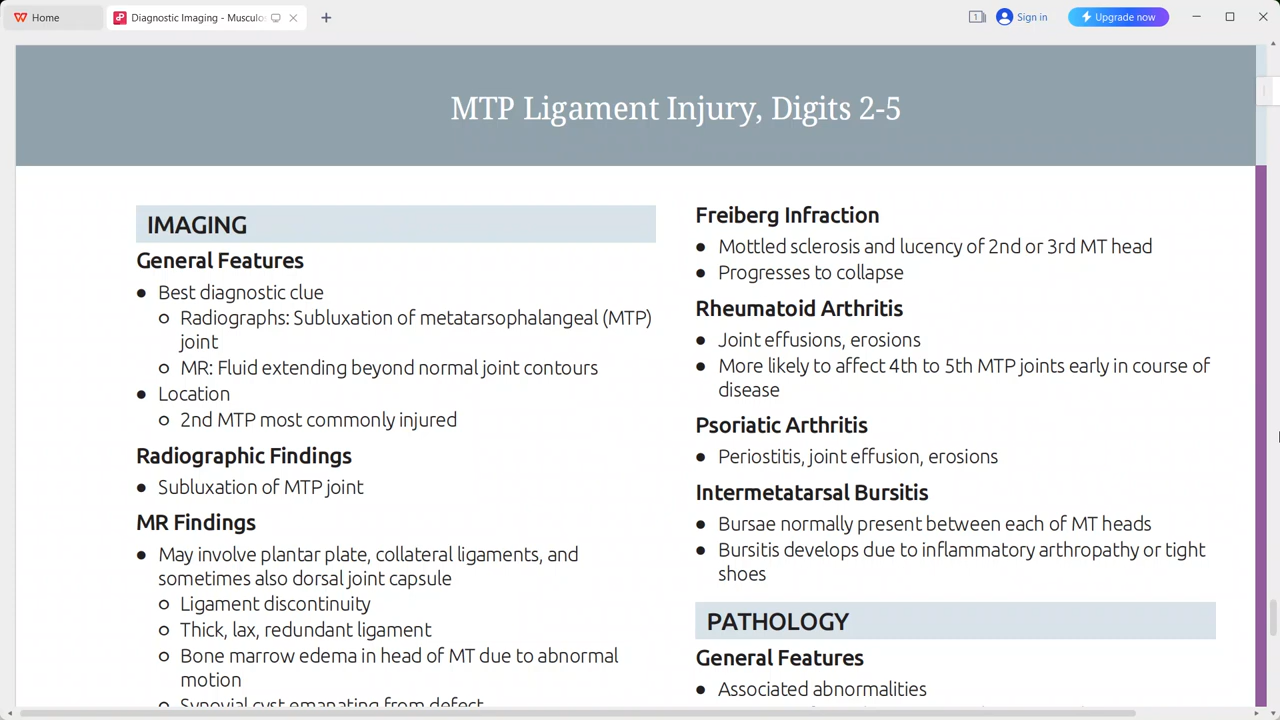 Home
Diagnostic Imaging - Musculo
1
Sign in
Upgrade now
MTP Ligament Injury, Digits 2-5
IMAGING
General Features
● Best diagnostic clue
○ Radiographs: Subluxation of metatarsophalangeal (MTP)
joint
○ MR: Fluid extending beyond normal joint contours
● Location
○ 2nd MTP most commonly injured
Radiographic Findings
● Subluxation of MTP joint
MR Findings
● May involve plantar plate, collateral ligaments, and
sometimes also dorsal joint capsule
○ Ligament discontinuity
○ Thick, lax, redundant ligament
○ Bone marrow edema in head of MT due to abnormal
motion
○ Synovial cyst emanating from defect
Freiberg Infraction
● Mottled sclerosis and lucency of 2nd or 3rd MT head
● Progresses to collapse
Rheumatoid Arthritis
● Joint effusions, erosions
● More likely to affect 4th to 5th MTP joints early in course of
disease
Psoriatic Arthritis
● Periostitis, joint effusion, erosions
Intermetatarsal Bursitis
● Bursae normally present between each of MT heads
● Bursitis develops due to inflammatory arthropathy or tight
shoes
PATHOLOGY
General Features
● Associated abnormalities